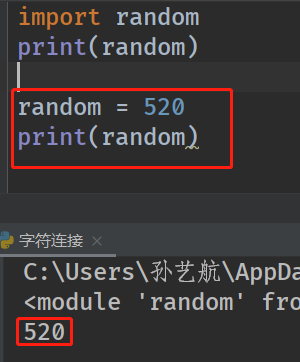 import random
print(random)
random = 520
print(random)
字符连接
C:\Users\孙艺航\AppDa
<module 'random' fro
520